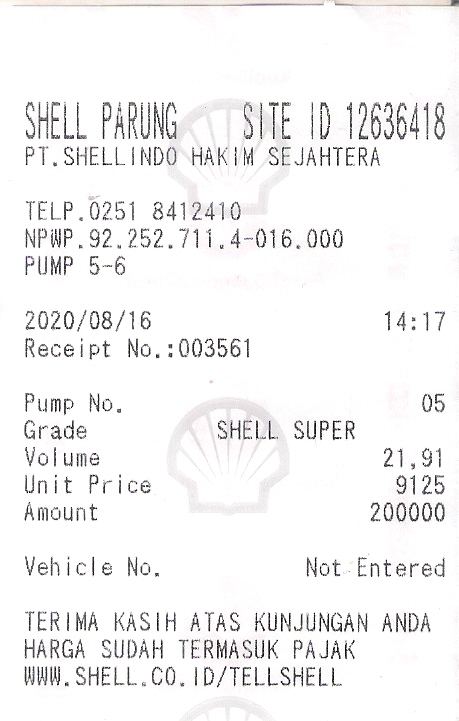 SHELL PARUNG SITE ID 12636418
PT.SHELLINDO HAKIM SEJAHTERA
TELP.0251 8412410
NPWP.92.252.711.4-016.000
PUMP 5-6
2020/08/16 14:17
Receipt No.:003561
Pump No. 05
Grade SHELL SUPER
Volume 21,91
Unit Price 9125
Amount 200000
Vehicle No. Not Entered
TERIMA KASIH ATAS KUNJUNGAN ANDA
HARGA SUDAH TERMASUK PAJAK
WWW.SHELL.CO.ID/TELLSHELL